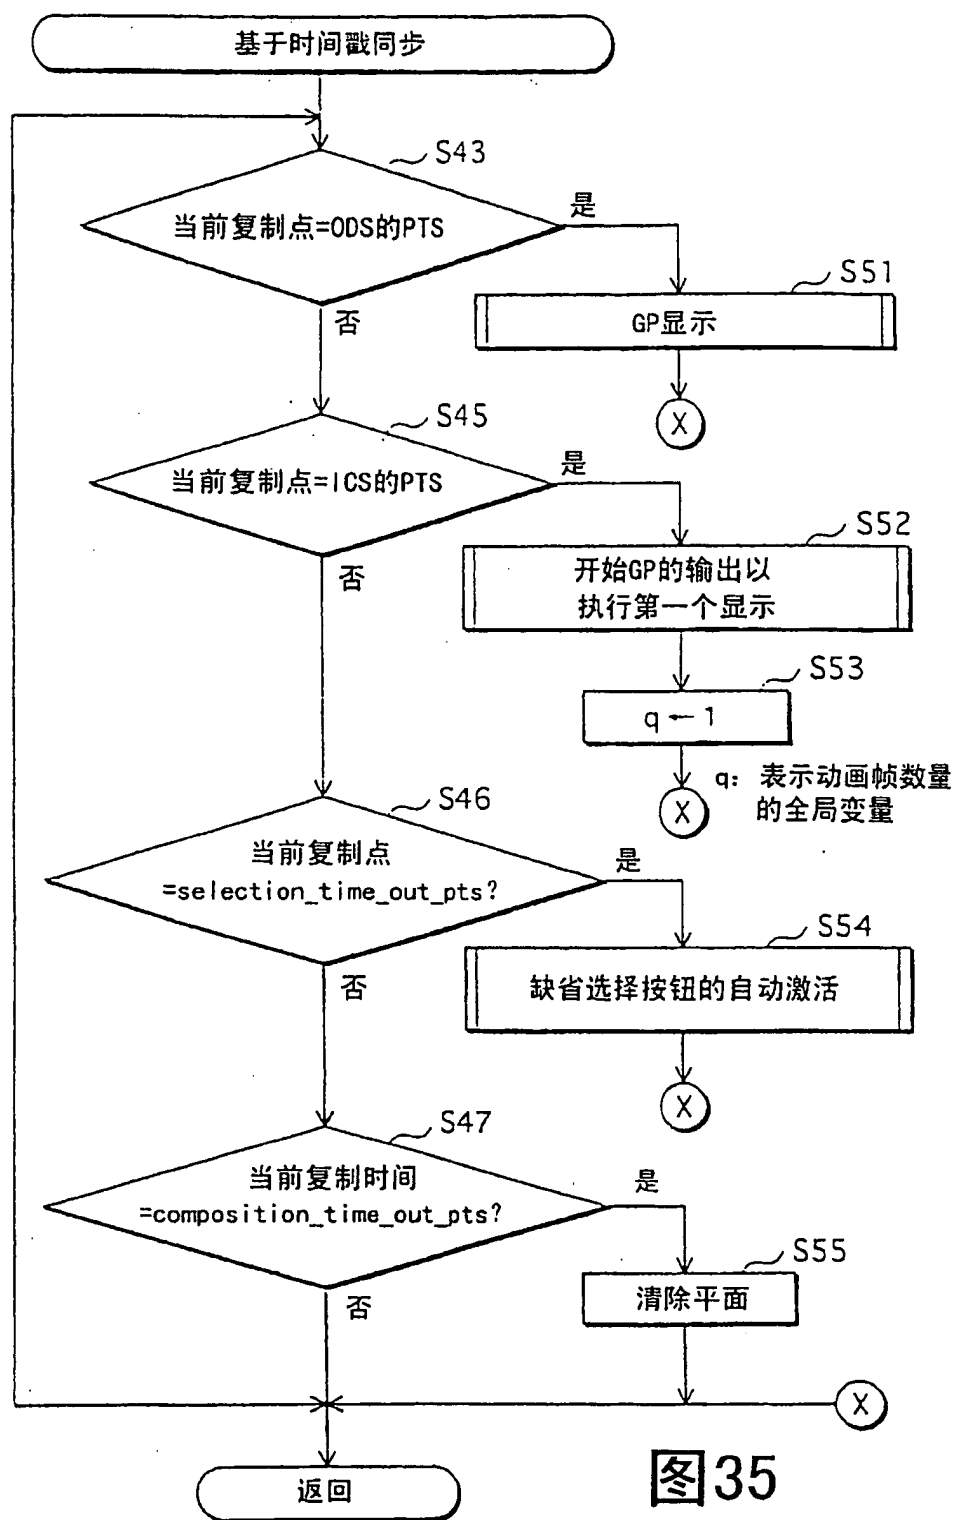 基于时间戳同步
S43
当前复制点=ODS的PTS
是
否
S51
GP显示
X
S45
当前复制点=ICS的PTS
是
否
S52
开始GP的输出以
执行第一个显示
S53
q ← 1
q: 表示动画帧数量
的全局变量
X
S46
当前复制点
=selection_time_out_pts?
是
否
S54
缺省选择按钮的自动激活
X
S47
当前复制时间
=composition_time_out_pts?
是
否
S55
清除平面
X
返回
图35